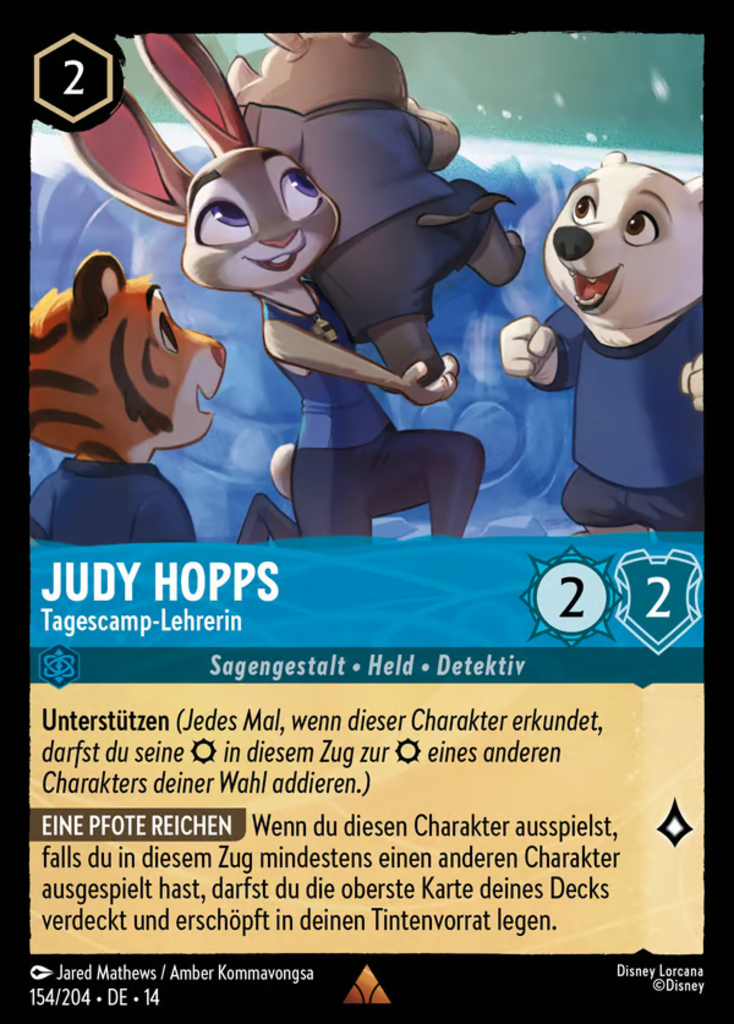 2
JUDY HOPPS
Tagescamp-Lehrerin
2
2
Sagengestalt • Held • Detektiv
Unterstützen (Jedes Mal, wenn dieser Charakter erkundet,
darfst du seine in diesem Zug zur eines anderen
Charakters deiner Wahl addieren.)
EINE PFOTE REICHEN Wenn du diesen Charakter ausspielst,
falls du in diesem Zug mindestens einen anderen Charakter
ausgespielt hast, darfst du die oberste Karte deines Decks
verdeckt und erschöpft in deinen Tintenvorrat legen.
Jared Mathews / Amber Kommavongsa
154/204 • DE • 14
Disney Lorcana
©Disney